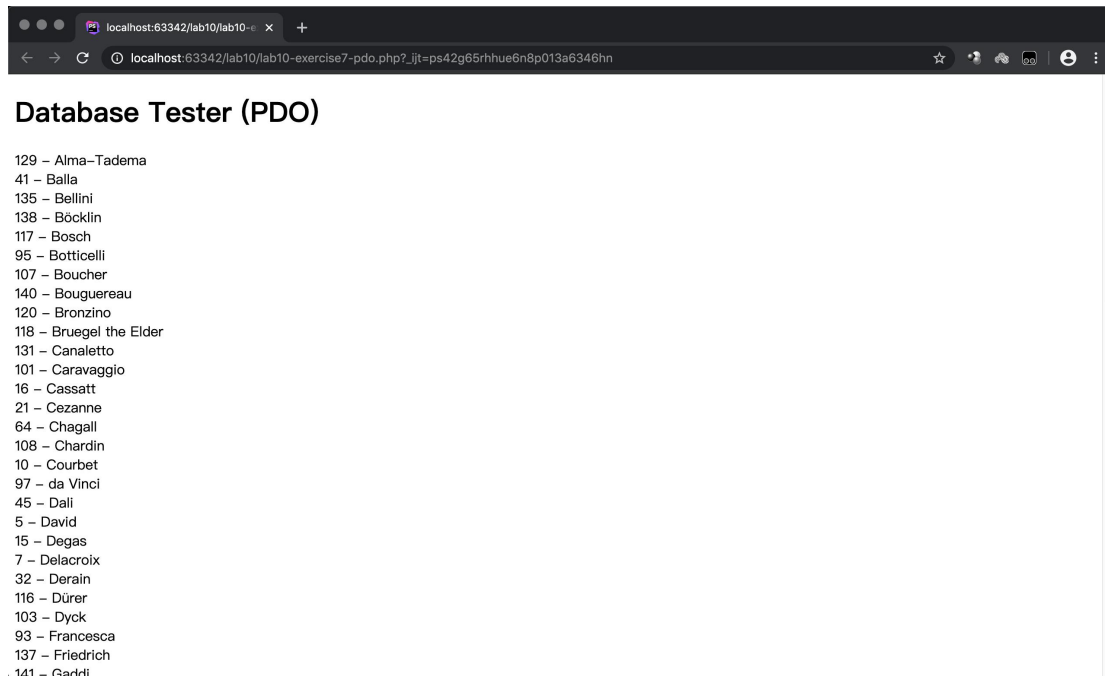 localhost:63342/lab10/lab10-e
localhost:63342/lab10/lab10-exercise7-pdo.php?_ijt=ps42g65rhhue6n8p013a6346hn
Database Tester (PDO)
129 – Alma–Tadema
41 – Balla
135 – Bellini
138 – Böcklin
117 – Bosch
95 – Botticelli
107 – Boucher
140 – Bouguereau
120 – Bronzino
118 – Bruegel the Elder
131 – Canaletto
101 – Caravaggio
16 – Cassatt
21 – Cezanne
64 – Chagall
108 – Chardin
10 – Courbet
97 – da Vinci
45 – Dali
5 – David
15 – Degas
7 – Delacroix
32 – Derain
116 – Dürer
103 – Dyck
93 – Francesca
137 – Friedrich
141 – Gaddi